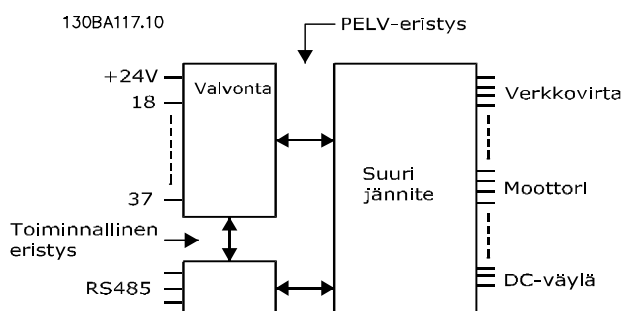 130BA117.10
PELV-eristys
+24V
18
37
Valvonta
Suuri
jännite
Verkkovirta
Moottori
DC-väylä
Toiminnallinen
eristys
RS485